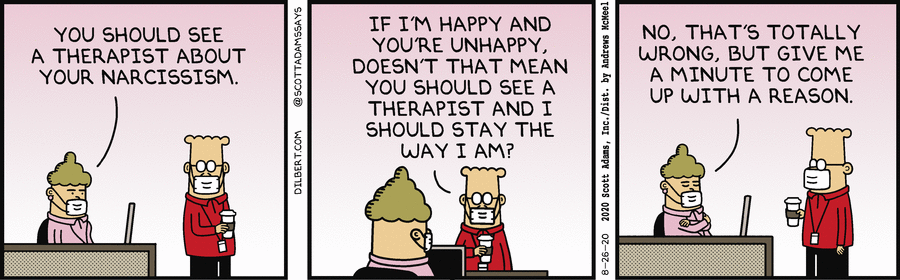 YOU SHOULD SEE
A THERAPIST ABOUT
YOUR NARCISSISM.
DILBERT.COM @SCOTTADAMSSAYS
IF I'M HAPPY AND
YOU'RE UNHAPPY,
DOESN'T THAT MEAN
YOU SHOULD SEE A
THERAPIST AND I
SHOULD STAY THE
WAY I AM?
8-26-20 2020 Scott Adams, Inc./Dist. by Andrews McMeel
NO, THAT'S TOTALLY
WRONG, BUT GIVE ME
A MINUTE TO COME
UP WITH A REASON.